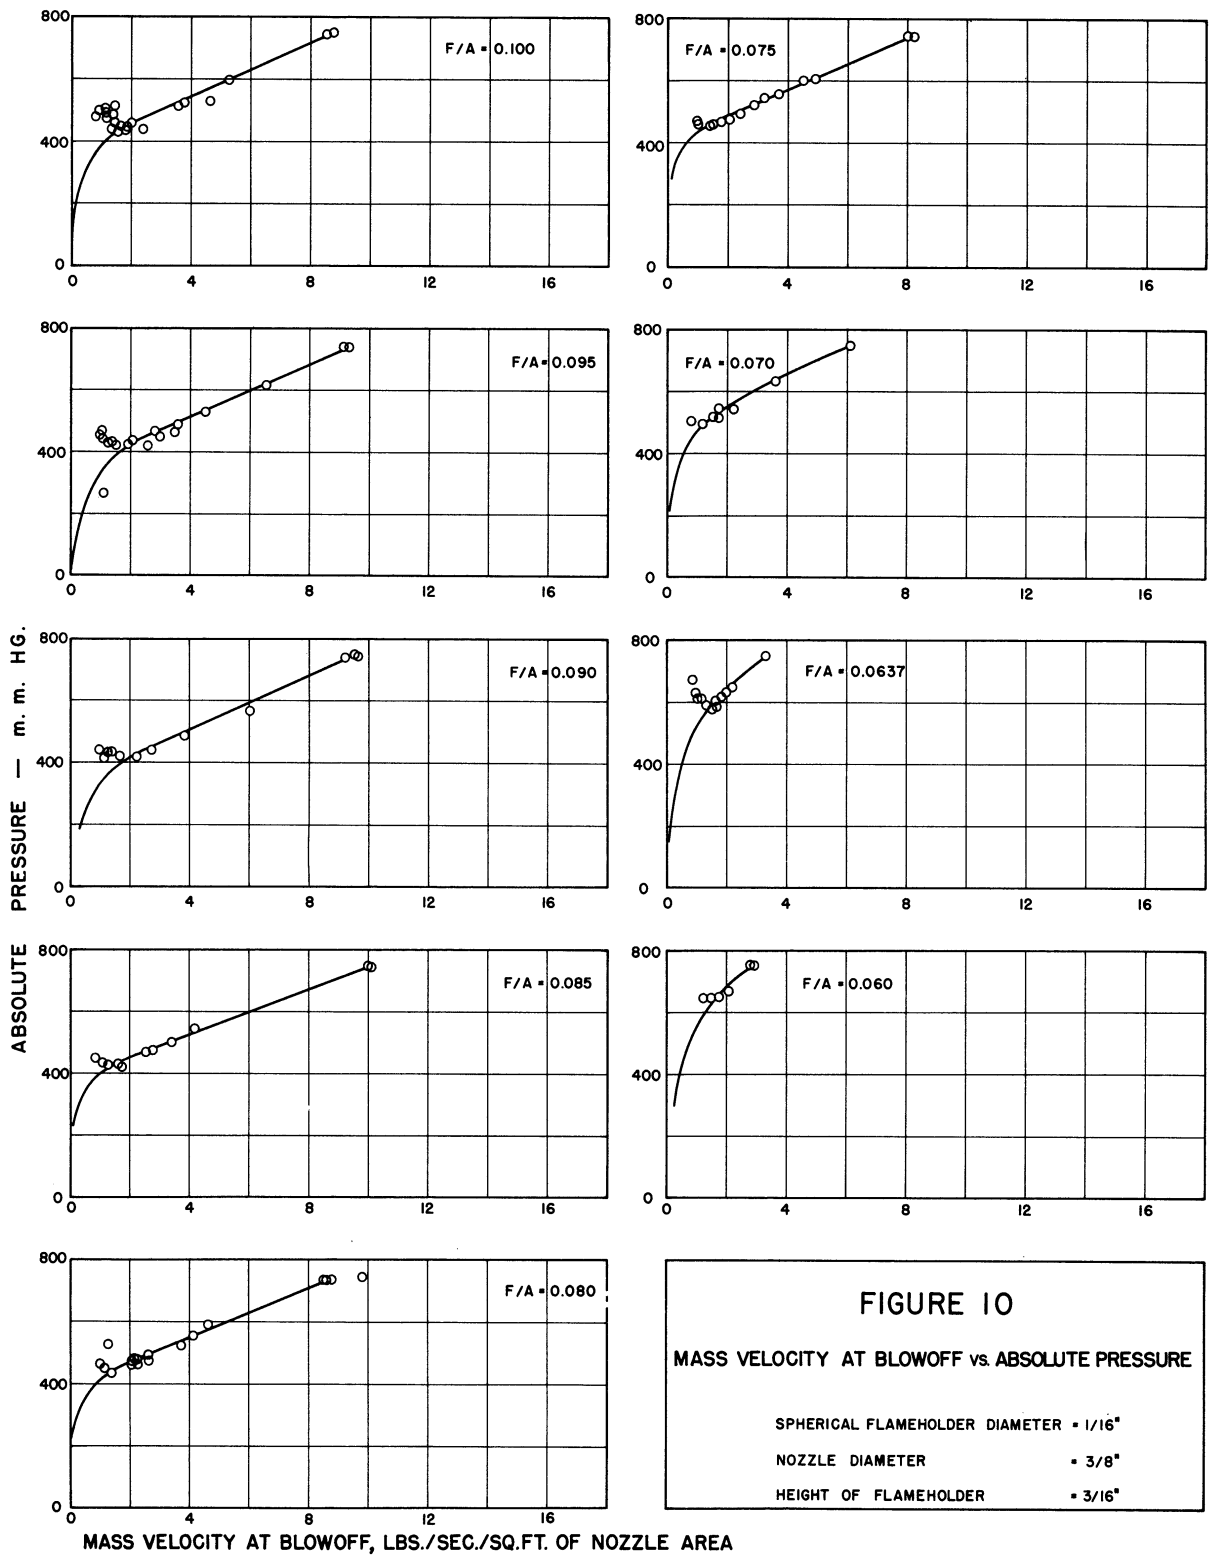 800
400
0
0 4 8 12 16
F/A = 0.100
800
400
0
0 4 8 12 16
F/A = 0.075
800
400
0
0 4 8 12 16
F/A = 0.095
800
400
0
0 4 8 12 16
F/A = 0.070
800
400
0
0 4 8 12 16
F/A = 0.090
800
400
0
0 4 8 12 16
F/A = 0.0637
800
400
0
0 4 8 12 16
F/A = 0.085
800
400
0
0 4 8 12 16
F/A = 0.060
800
400
0
0 4 8 12 16
F/A = 0.080
ABSOLUTE PRESSURE — m. m. HG.
MASS VELOCITY AT BLOWOFF, LBS./SEC./SQ.FT. OF NOZZLE AREA
FIGURE 10
MASS VELOCITY AT BLOWOFF vs. ABSOLUTE PRESSURE
SPHERICAL FLAMEHOLDER DIAMETER = 1/16"
NOZZLE DIAMETER = 3/8"
HEIGHT OF FLAMEHOLDER = 3/16"